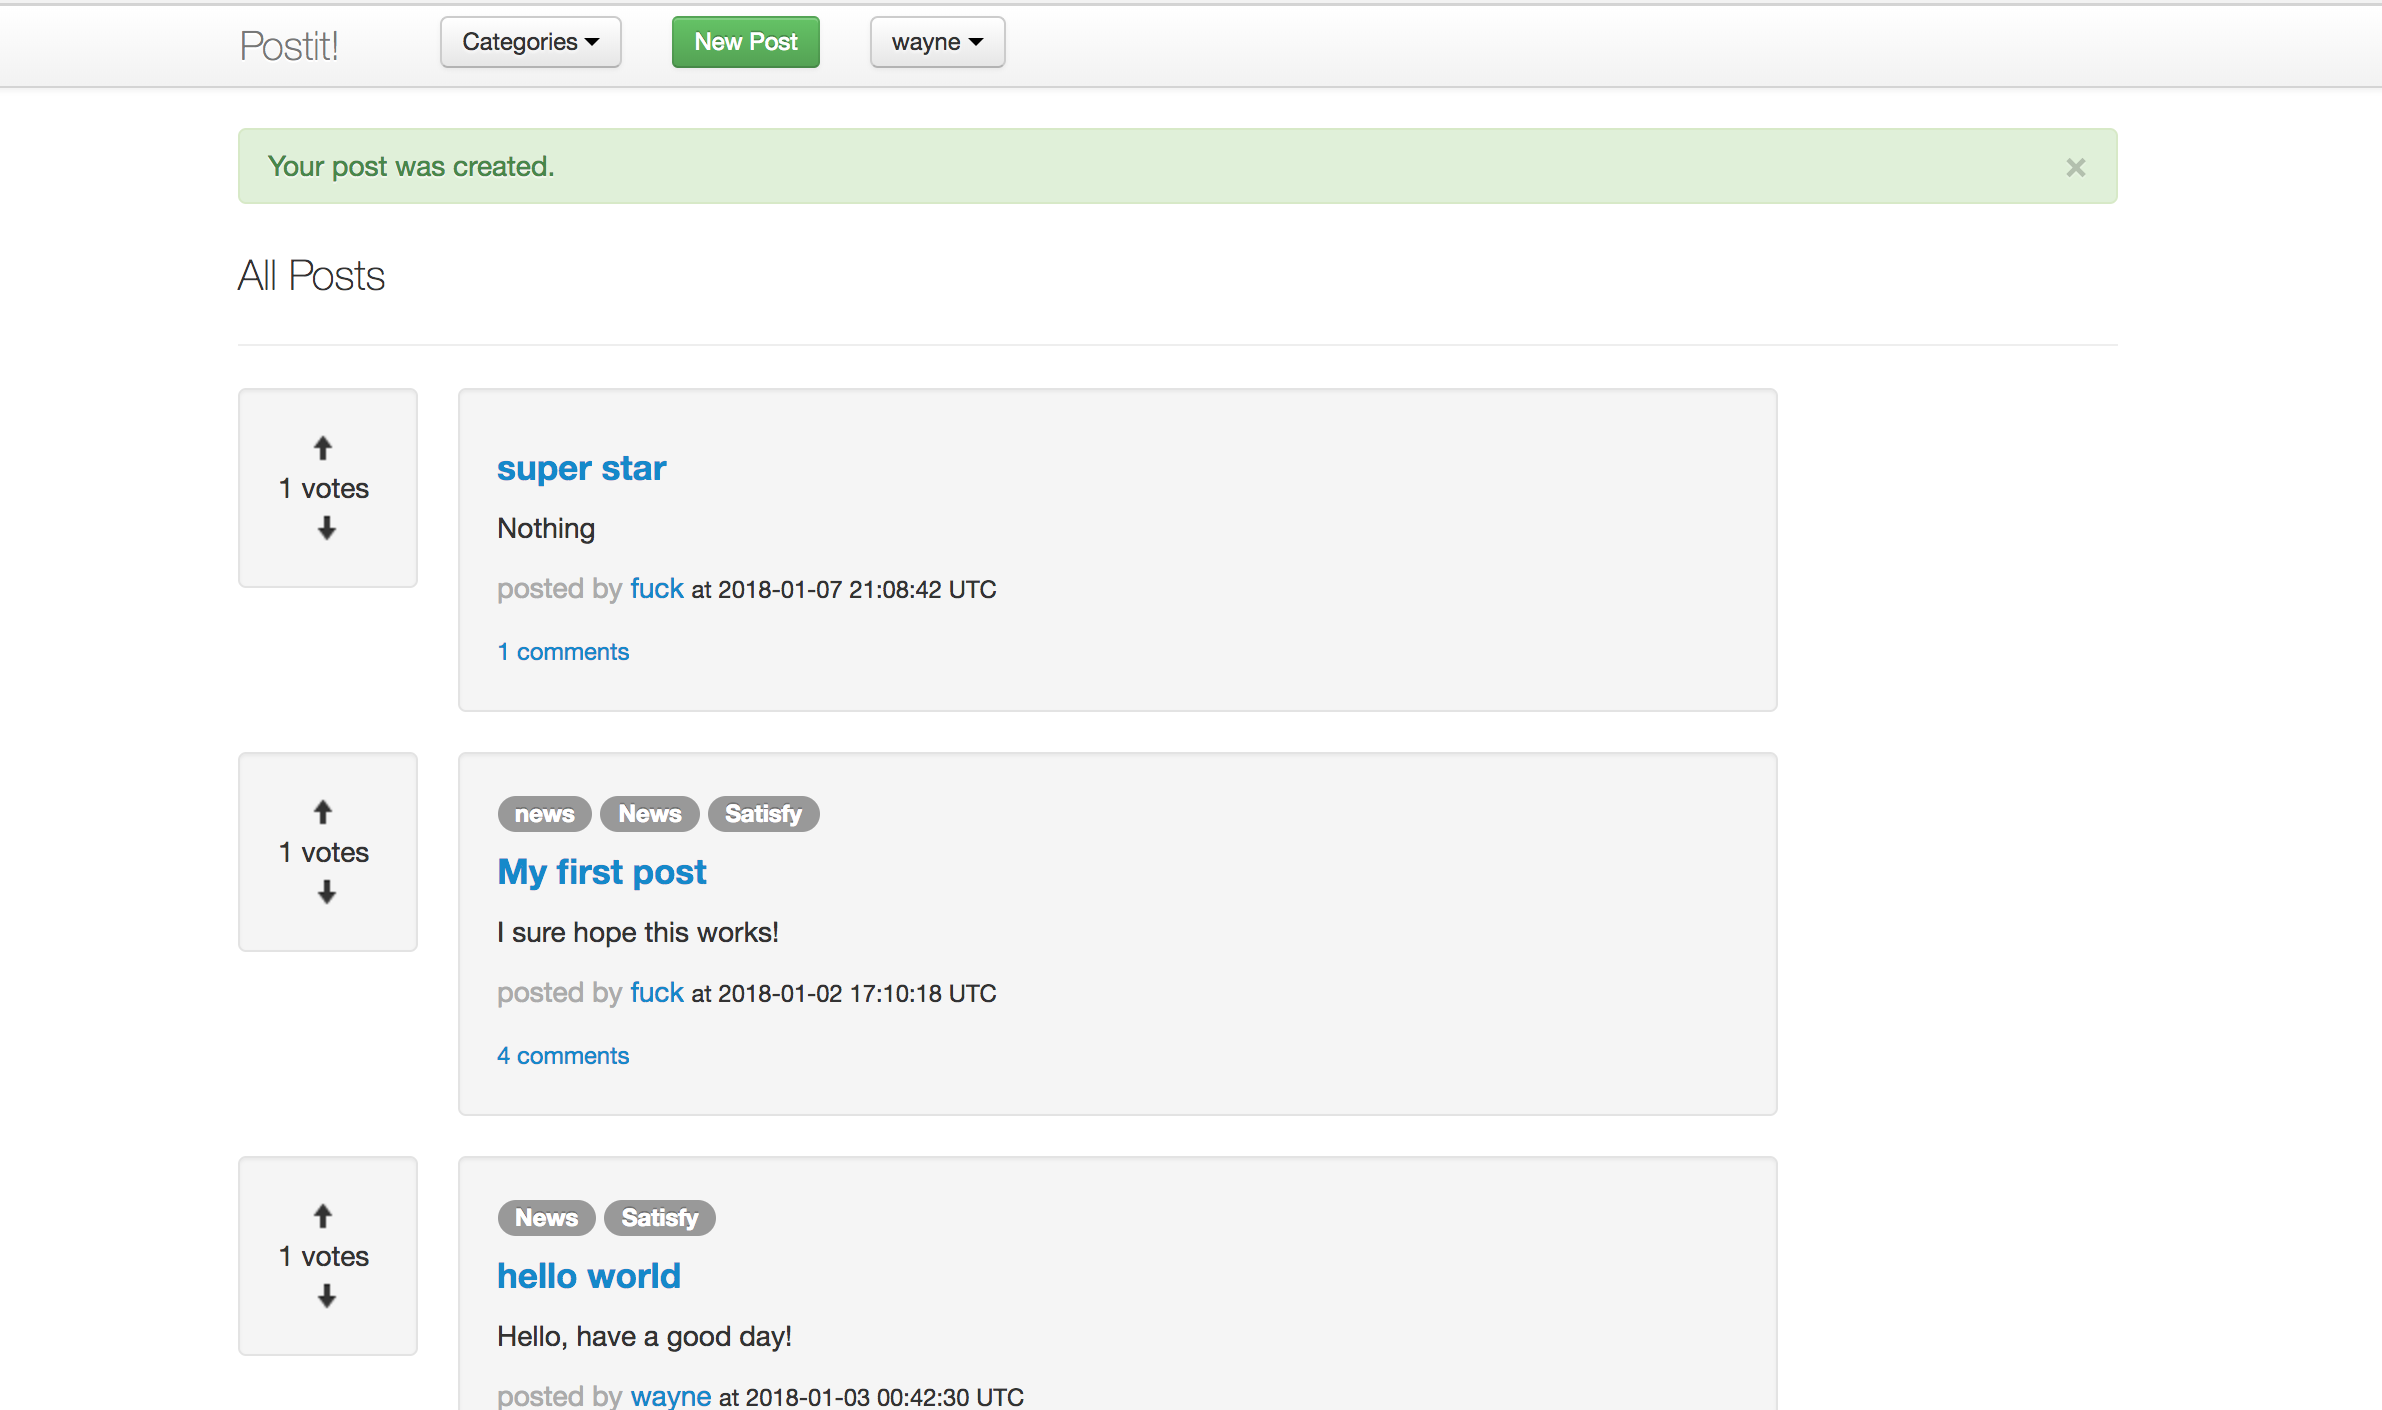 Postit! Categories New Post wayne
Your post was created. ×
All Posts
1 votes
super star
Nothing
posted by fuck at 2018-01-07 21:08:42 UTC
1 comments
1 votes
news News Satisfy
My first post
I sure hope this works!
posted by fuck at 2018-01-02 17:10:18 UTC
4 comments
1 votes
News Satisfy
hello world
Hello, have a good day!
posted by wayne at 2018-01-03 00:42:30 UTC